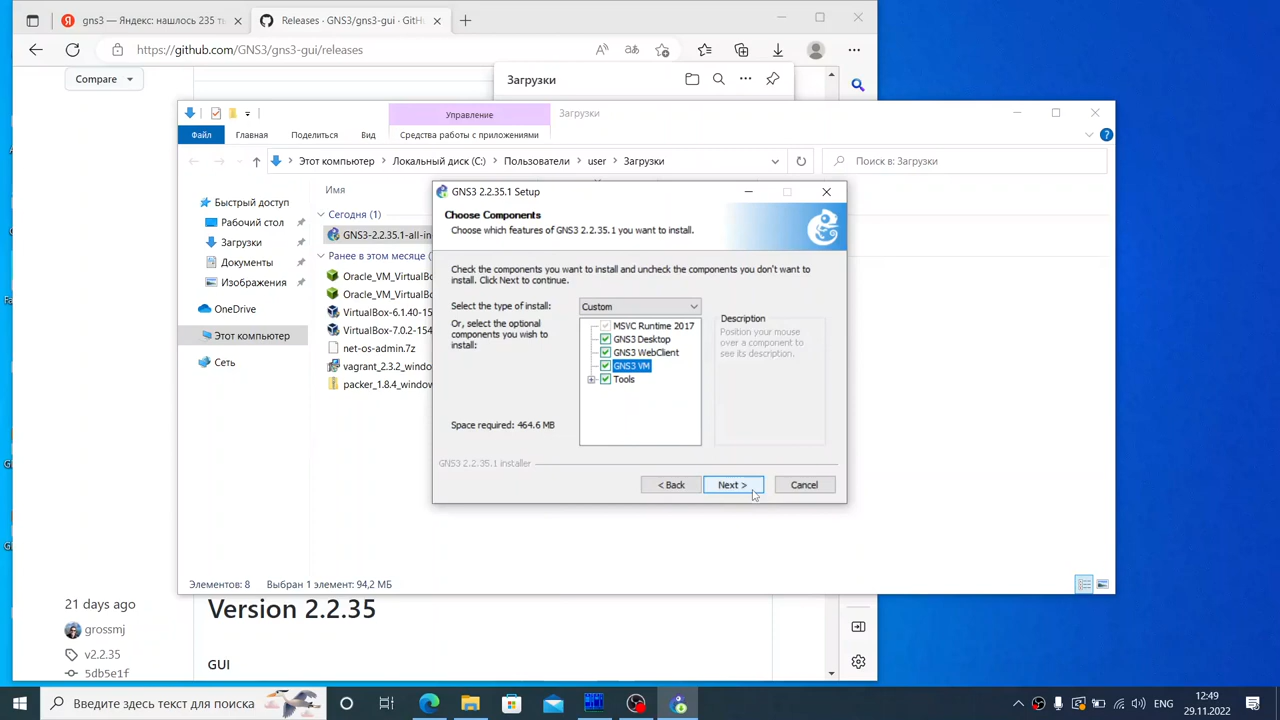 gns3 — Яндекс: нашлось 235 т
Releases · GNS3/gns3-gui · GitH
https://github.com/GNS3/gns3-gui/releases
Compare
Загрузки
Управление
Загрузки
Файл
Главная
Поделиться
Вид
Средства работы с приложениями
Этот компьютер > Локальный диск (C:) > Пользователи > user > Загрузки
Поиск в: Загрузки
Быстрый доступ
Рабочий стол
Загрузки
Документы
Изображения
OneDrive
Этот компьютер
Сеть
Имя
Сегодня (1)
GNS3-2.2.35.1-all-in
Ранее в этом месяце
Oracle_VM_VirtualBo
Oracle_VM_VirtualBo
VirtualBox-6.1.40-15
VirtualBox-7.0.2-154
net-os-admin.7z
vagrant_2.3.2_windo
packer_1.8.4_window
GNS3 2.2.35.1 Setup
Choose Components
Choose which features of GNS3 2.2.35.1 you want to install.
Check the components you want to install and uncheck the components you don't want to
install. Click Next to continue.
Select the type of install:
Custom
Or, select the optional
components you wish to
install:
MSVC Runtime 2017
GNS3 Desktop
GNS3 WebClient
GNS3 VM
Tools
Description
Position your mouse
over a component to
see its description.
Space required: 464.6 MB
GNS3 2.2.35.1 installer
< Back
Next >
Cancel
Элементов: 8
Выбран 1 элемент: 94,2 МБ
21 days ago
grossmj
v2.2.35
5db5e1f
Version 2.2.35
GUI
Введите здесь текст для поиска
ENG
12:49
29.11.2022